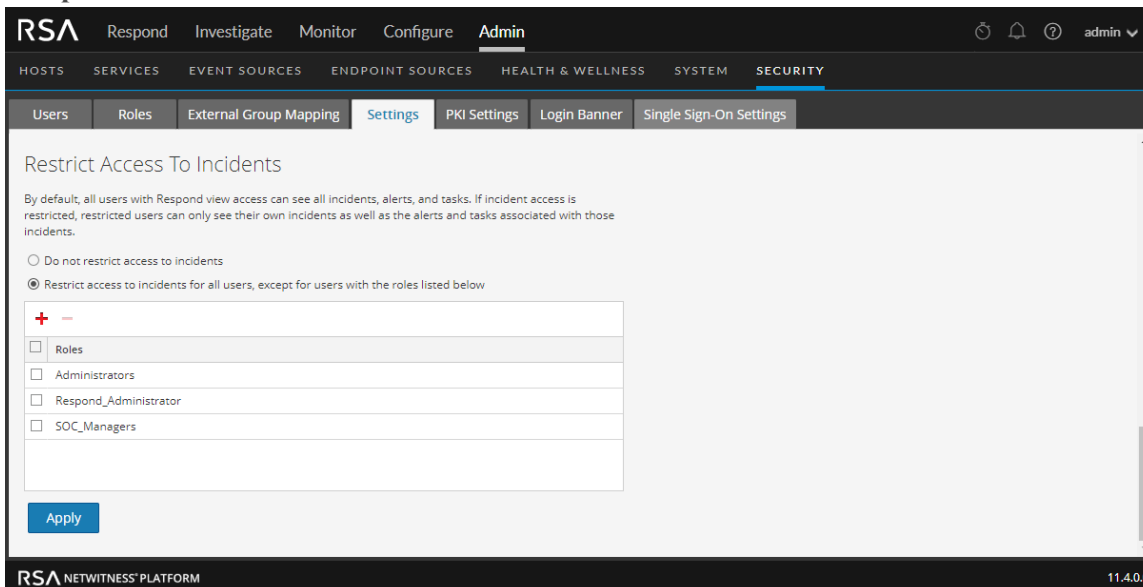 RSA Respond Investigate Monitor Configure Admin admin
HOSTS SERVICES EVENT SOURCES ENDPOINT SOURCES HEALTH & WELLNESS SYSTEM SECURITY
Users Roles External Group Mapping Settings PKI Settings Login Banner Single Sign-On Settings
Restrict Access To Incidents
By default, all users with Respond view access can see all incidents, alerts, and tasks. If incident access is
restricted, restricted users can only see their own incidents as well as the alerts and tasks associated with those
incidents.
Do not restrict access to incidents
Restrict access to incidents for all users, except for users with the roles listed below
Roles
Administrators
Respond_Administrator
SOC_Managers
Apply
RSA NETWITNESS® PLATFORM 11.4.0.